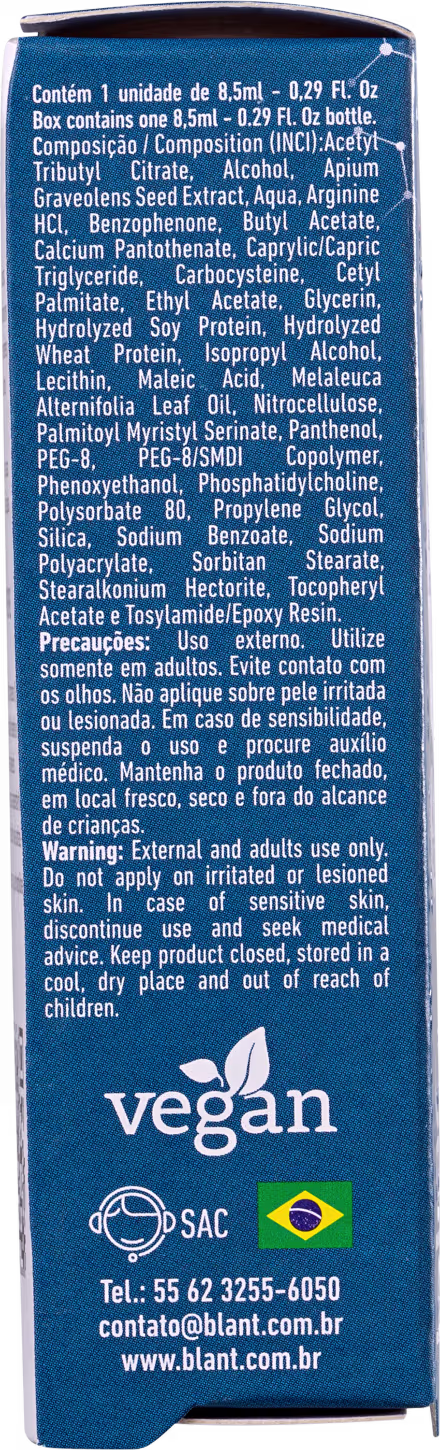 Contém 1 unidade de 8,5ml - 0,29 Fl. Oz
Box contains one 8,5ml - 0.29 Fl. Oz bottle.
Composição / Composition (INCI):Acetyl
Tributyl Citrate, Alcohol, Apium
Graveolens Seed Extract, Aqua, Arginine
HCl, Benzophenone, Butyl Acetate,
Calcium Pantothenate, Caprylic/Capric
Triglyceride, Carbocysteine, Cetyl
Palmitate, Ethyl Acetate, Glycerin,
Hydrolyzed Soy Protein, Hydrolyzed
Wheat Protein, Isopropyl Alcohol,
Lecithin, Maleic Acid, Melaleuca
Alternifolia Leaf Oil, Nitrocellulose,
Palmitoyl Myristyl Serinate, Panthenol,
PEG-8, PEG-8/SMDI Copolymer,
Phenoxyethanol, Phosphatidylcholine,
Polysorbate 80, Propylene Glycol,
Silica, Sodium Benzoate, Sodium
Polyacrylate, Sorbitan Stearate,
Stearalkonium Hectorite, Tocopheryl
Acetate e Tosylamide/Epoxy Resin.
Precauções: Uso externo. Utilize
somente em adultos. Evite contato com
os olhos. Não aplique sobre pele irritada
ou lesionada. Em caso de sensibilidade,
suspenda o uso e procure auxílio
médico. Mantenha o produto fechado,
em local fresco, seco e fora do alcance
de crianças.
Warning: External and adults use only.
Do not apply on irritated or lesioned
skin. In case of sensitive skin,
discontinue use and seek medical
advice. Keep product closed, stored in a
cool, dry place and out of reach of
children.
vegan
SAC
Tel.: 55 62 3255-6050
contato@blant.com.br
www.blant.com.br